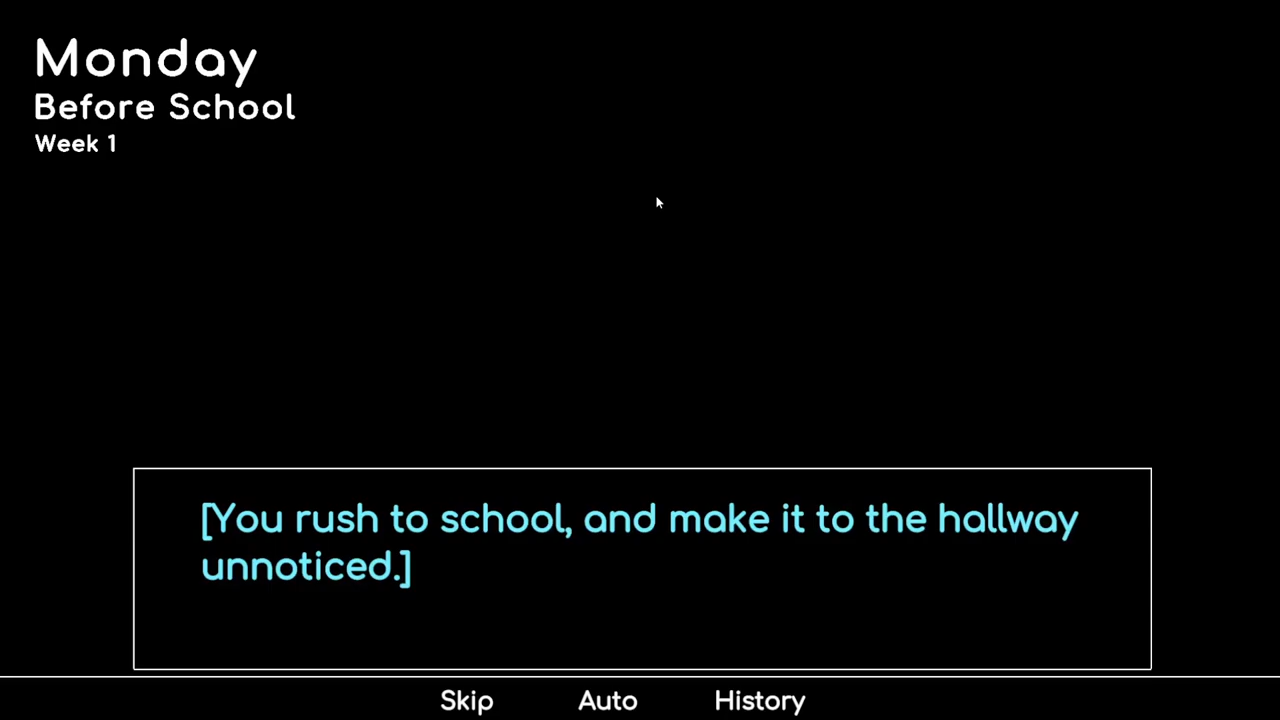 Monday
Before School
Week 1
[You rush to school, and make it to the hallway
unnoticed.]
Skip
Auto
History